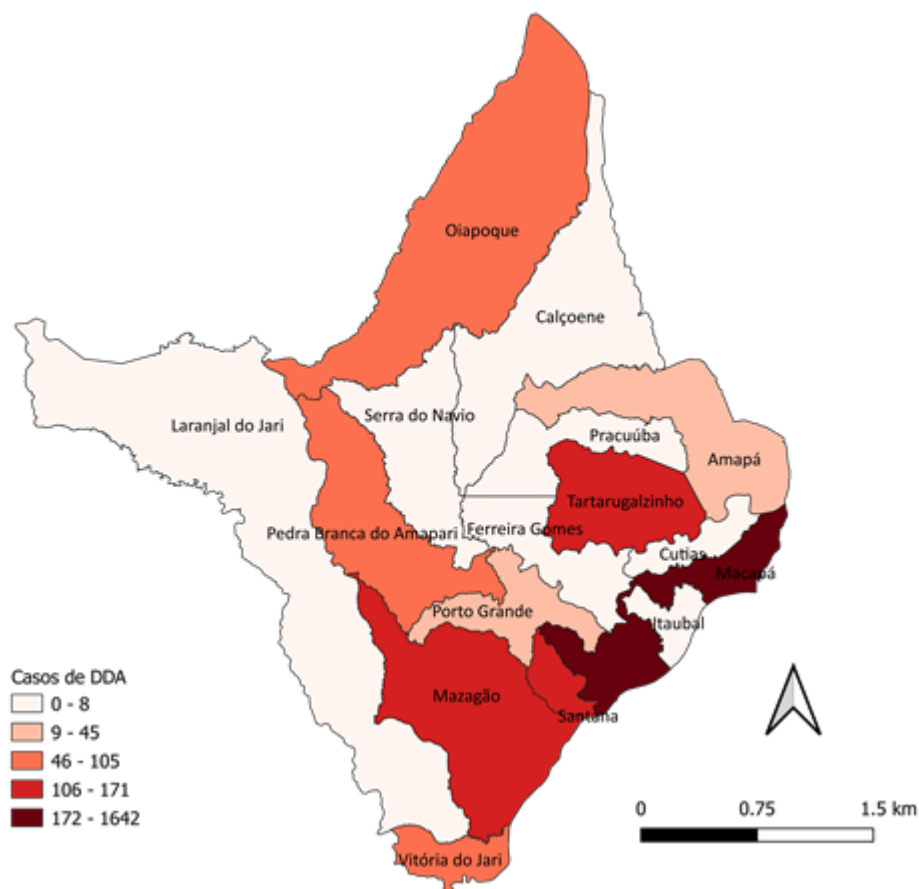 Oiapoque
Calçoene
Serra do Navio
Laranjal do Jari
Pracuúba
Amapá
Tartarugalzinho
Pedra Branca do Amapari
Ferreira Gomes
Cutias
Macapá
Porto Grande
Itaubal
Mazagão
Santana
Vitória do Jari
Casos de DDA
0 - 8
9 - 45
46 - 105
106 - 171
172 - 1642
0 0.75 1.5 km